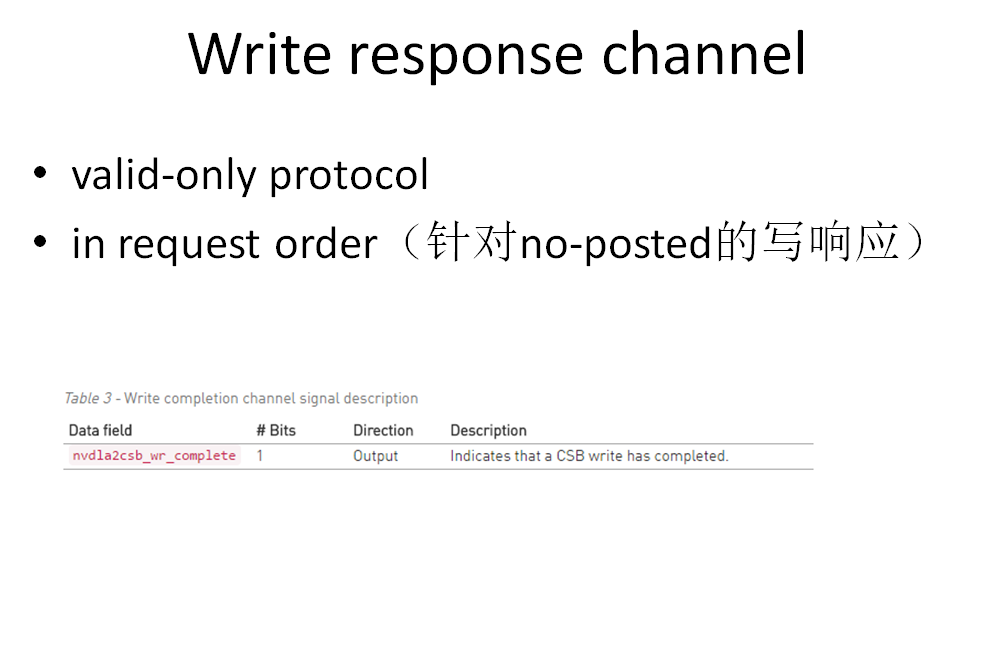 Write response channel
• valid-only protocol
• in request order（针对no-posted的写响应）
Table 3 - Write completion channel signal description
Data field # Bits Direction Description
nvdla2csb_wr_complete 1 Output Indicates that a CSB write has completed.